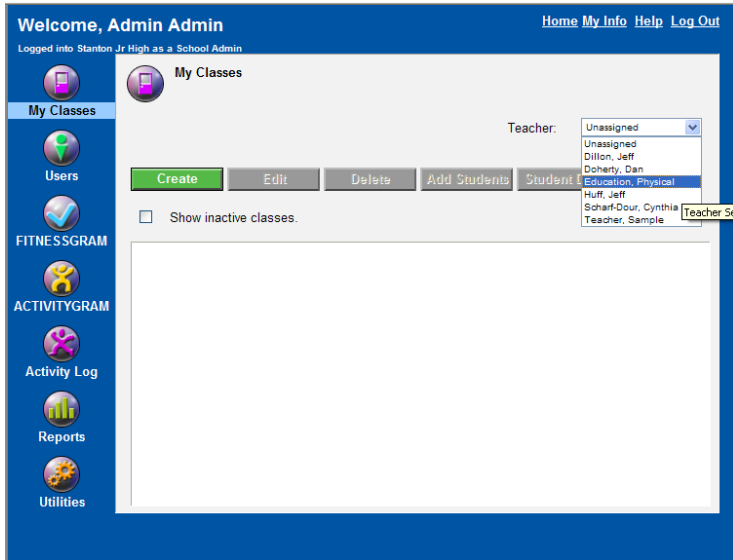 Welcome, Admin Admin
Home My Info Help Log Out
Logged into Stanton Jr High as a School Admin
My Classes
My Classes
Users
FITNESSGRAM
ACTIVITYGRAM
Activity Log
Reports
Utilities
Teacher: Unassigned
Unassigned
Dillon, Jeff
Doherty, Dan
Education, Physical
Huff, Jeff
Scharf-Dour, Cynthia
Teacher, Sample
Teacher Se
Create Edit Delete Add Students Student D
Show inactive classes.